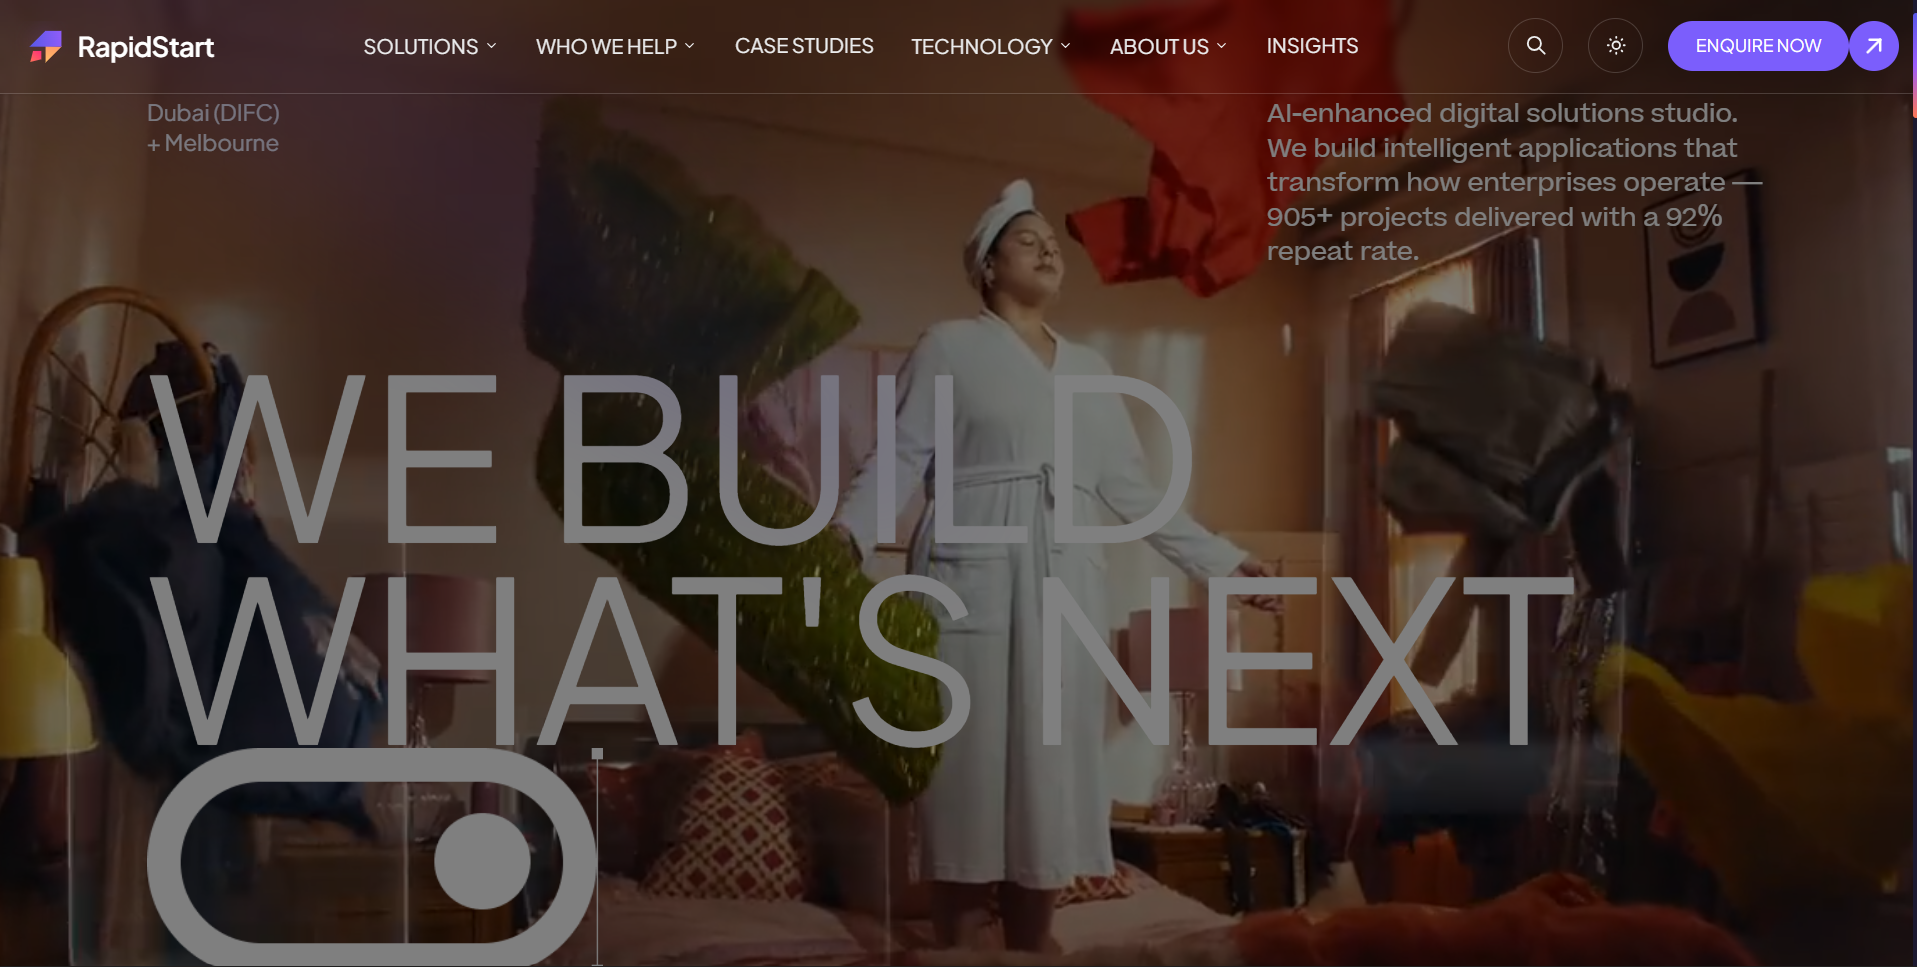 RapidStart
SOLUTIONS
WHO WE HELP
CASE STUDIES
TECHNOLOGY
ABOUT US
INSIGHTS
ENQUIRE NOW
Dubai (DIFC)
+ Melbourne
AI-enhanced digital solutions studio.
We build intelligent applications that
transform how enterprises operate —
905+ projects delivered with a 92%
repeat rate.
WE BUILD
WHAT'S NEXT